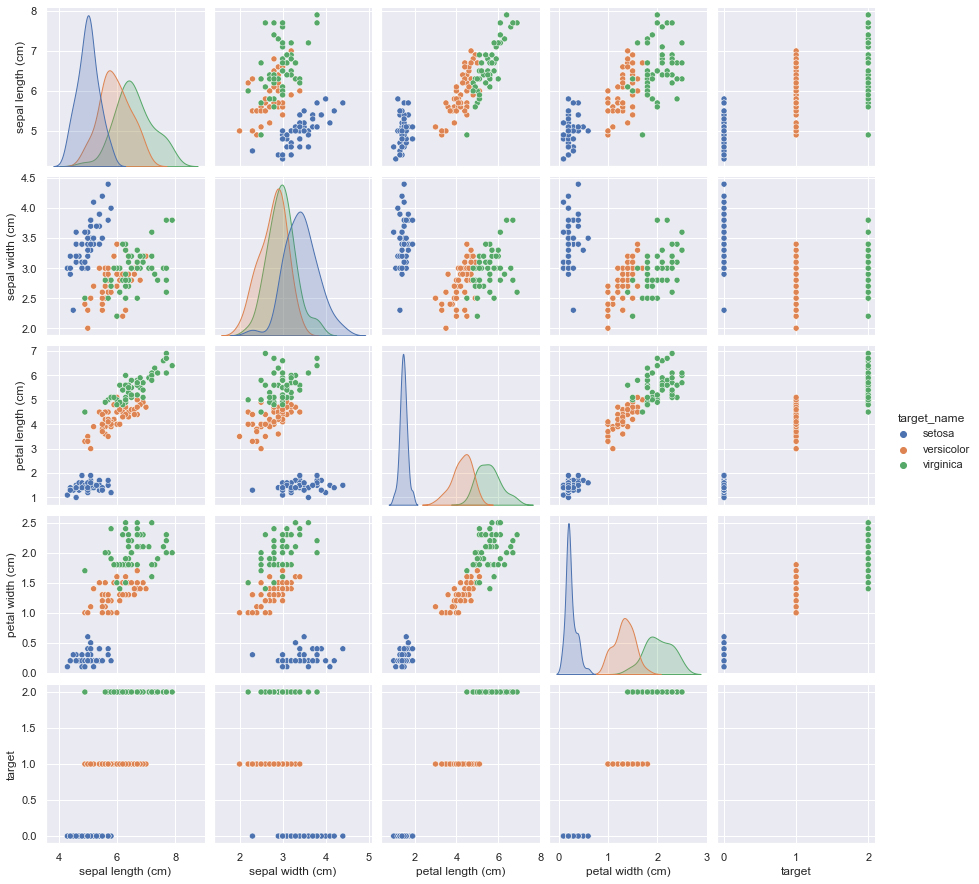 8
7
6
5
sepal length (cm)
4.5
4.0
3.5
3.0
2.5
2.0
sepal width (cm)
7
6
5
4
3
2
1
petal length (cm)
target_name
setosa
versicolor
virginica
2.5
2.0
1.5
1.0
0.5
0.0
petal width (cm)
2.0
1.5
1.0
0.5
0.0
target
4 6 8
2 3 4 5
2 4 6 8
0 1 2 3
0 1 2
sepal length (cm)
sepal width (cm)
petal length (cm)
petal width (cm)
target